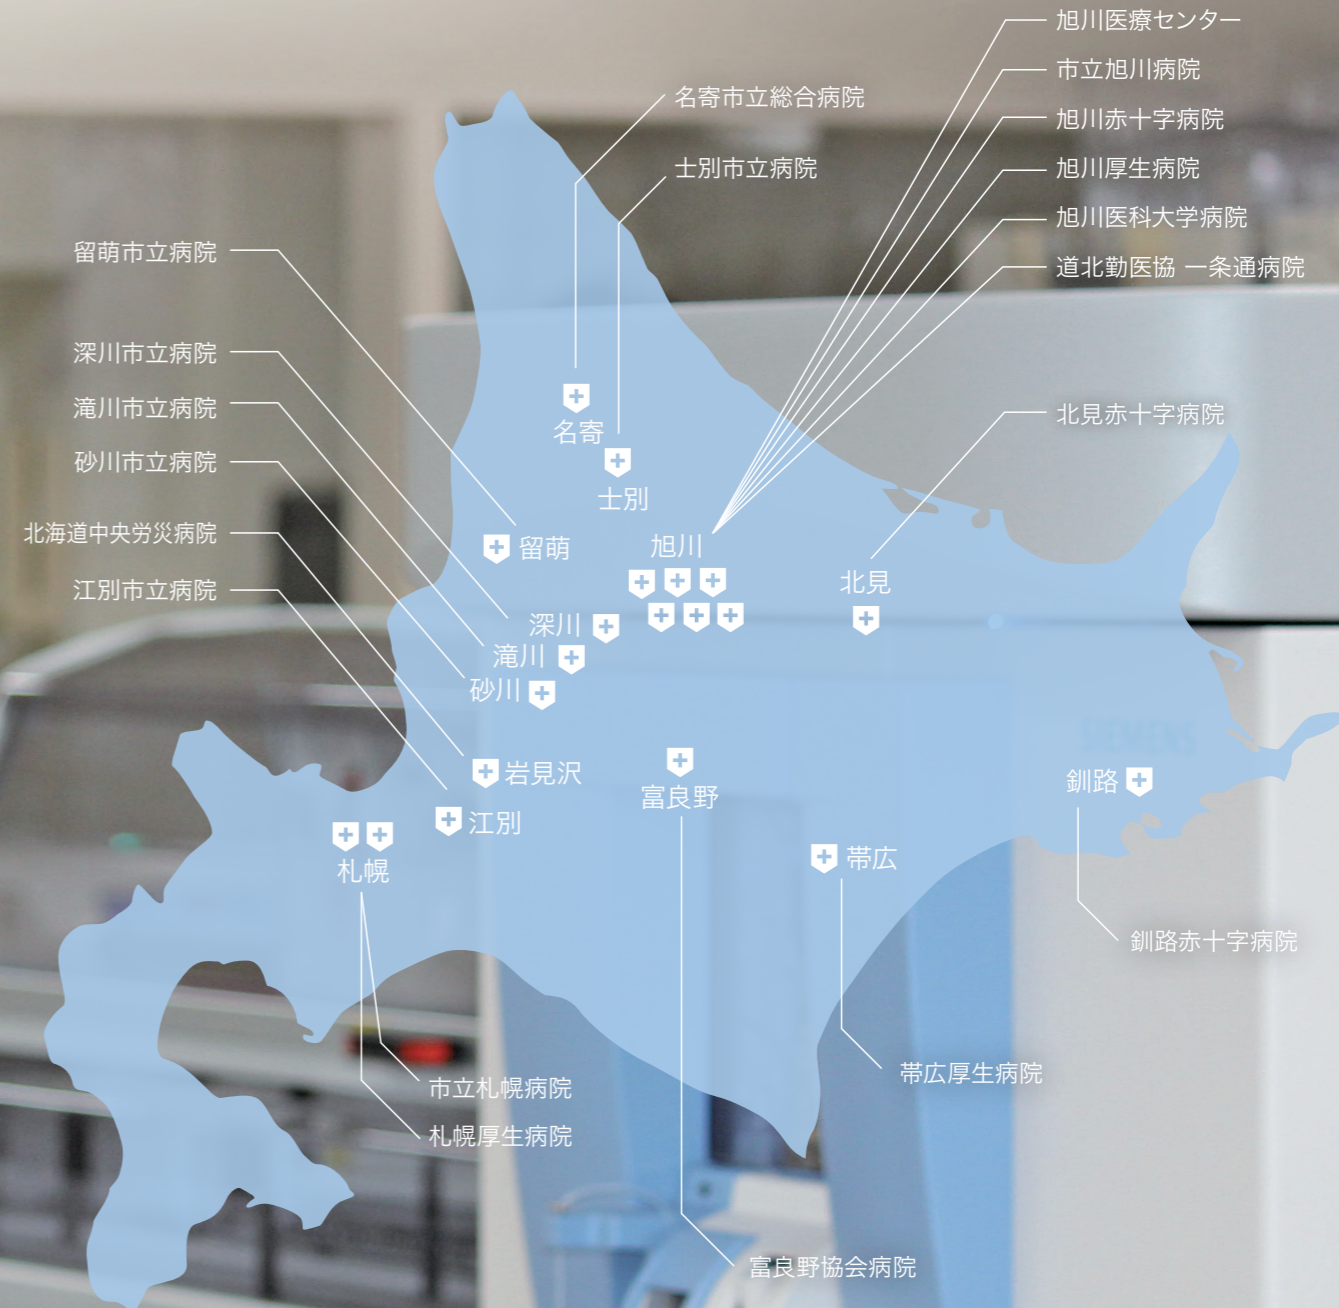 旭川医療センター
市立旭川病院
旭川赤十字病院
旭川厚生病院
旭川医科大学病院
道北勤医協 一条通病院
名寄市立総合病院
士別市立病院
留萌市立病院
深川市立病院
滝川市立病院
砂川市立病院
北海道中央労災病院
江別市立病院
北見赤十字病院
名寄
士別
留萌
旭川
北見
深川
滝川
砂川
岩見沢
江別
札幌
富良野
帯広
釧路
SIEMENS
釧路赤十字病院
帯広厚生病院
市立札幌病院
札幌厚生病院
富良野協会病院